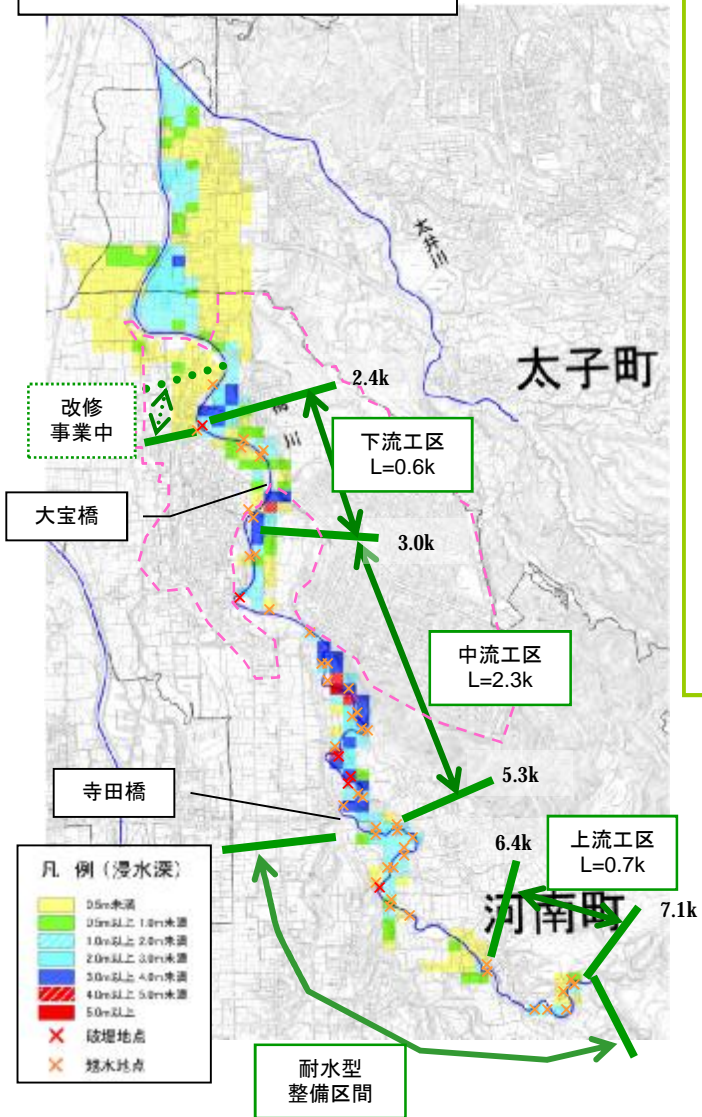 太井川
太子町
2.4k
改修
事業中
川
下流工区
L=0.6k
大宝橋
3.0k
中流工区
L=2.3k
5.3k
寺田橋
6.4k
上流工区
L=0.7k
河南町
7.1k
凡 例 (浸水深)
0.5m未満
0.5m以上 1.0m未満
1.0m以上 2.0m未満
2.0m以上 3.0m未満
3.0m以上 4.0m未満
4.0m以上 5.0m未満
5.0m以上
破堤地点
越水地点
耐水型
整備区間